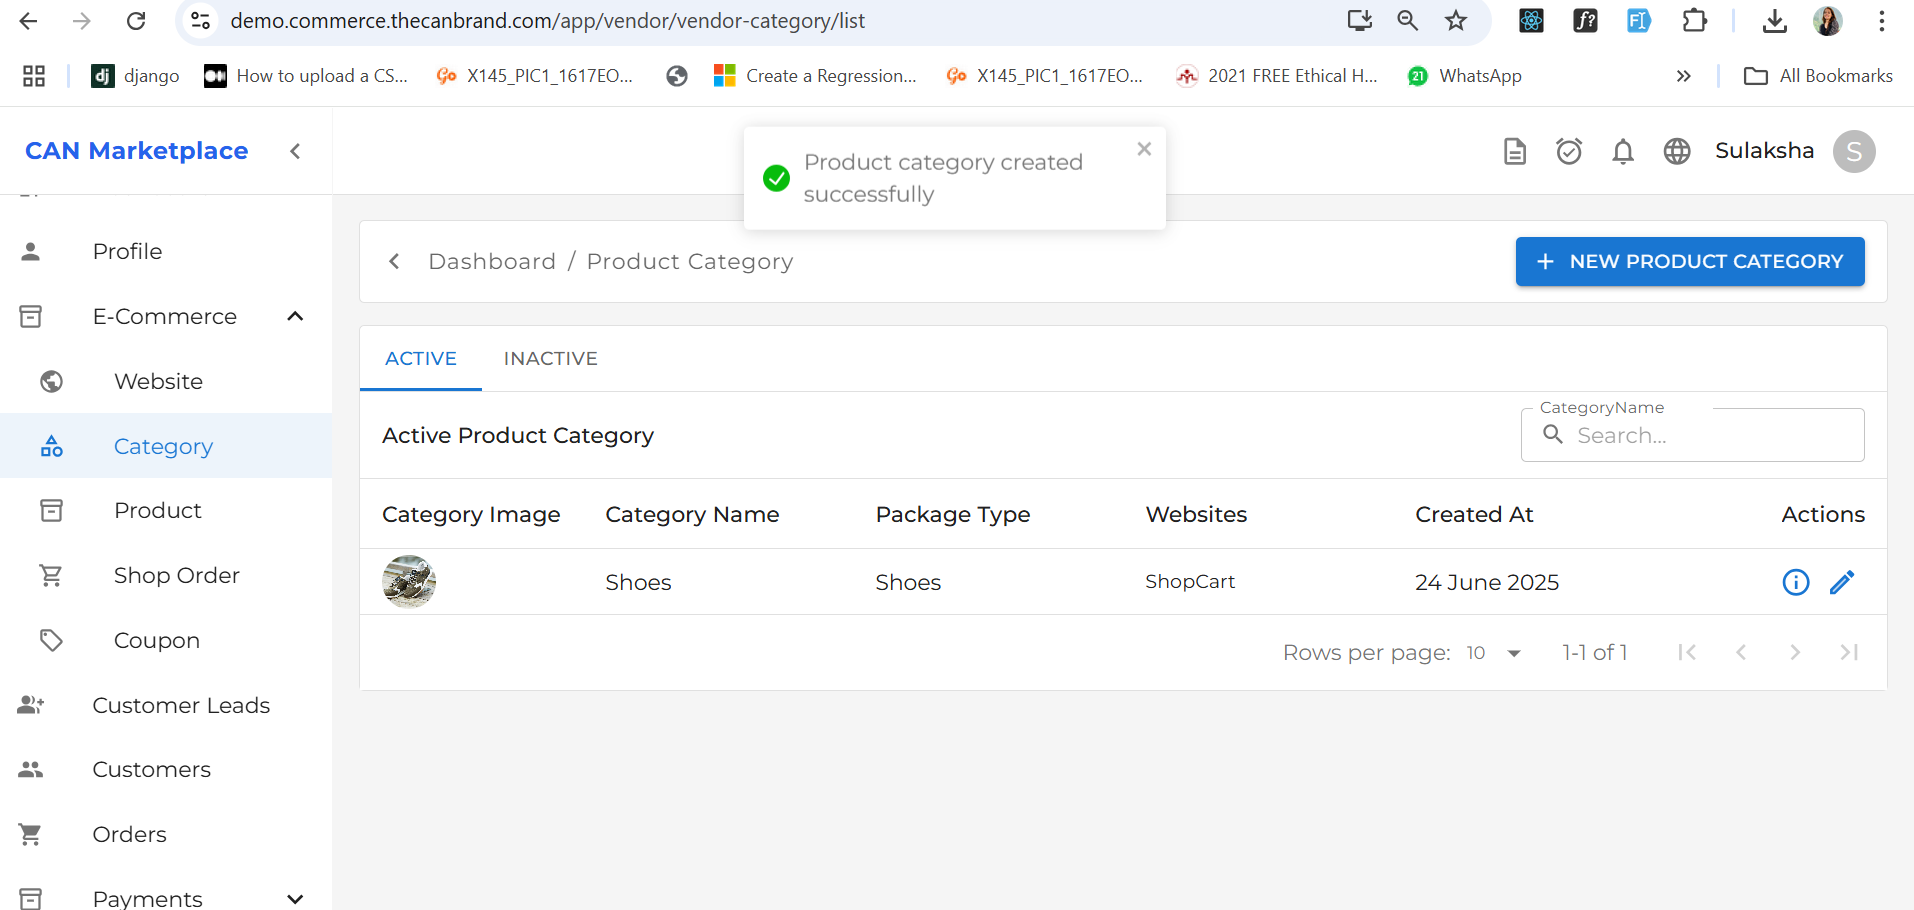 demo.commerce.thecanbrand.com/app/vendor/vendor-category/list
django
How to upload a CS...
X145_PIC1_1617EO...
Create a Regression...
X145_PIC1_1617EO...
2021 FREE Ethical H...
21
WhatsApp
All Bookmarks
CAN Marketplace
Product category created
successfully
Sulaksha
S
Profile
E-Commerce
Website
Category
Product
Shop Order
Coupon
Customer Leads
Customers
Orders
Payments
Dashboard / Product Category
+ NEW PRODUCT CATEGORY
ACTIVE
INACTIVE
Active Product Category
CategoryName
Search...
Category Image
Category Name
Package Type
Websites
Created At
Actions
Shoes
Shoes
ShopCart
24 June 2025
Rows per page: 10
1-1 of 1